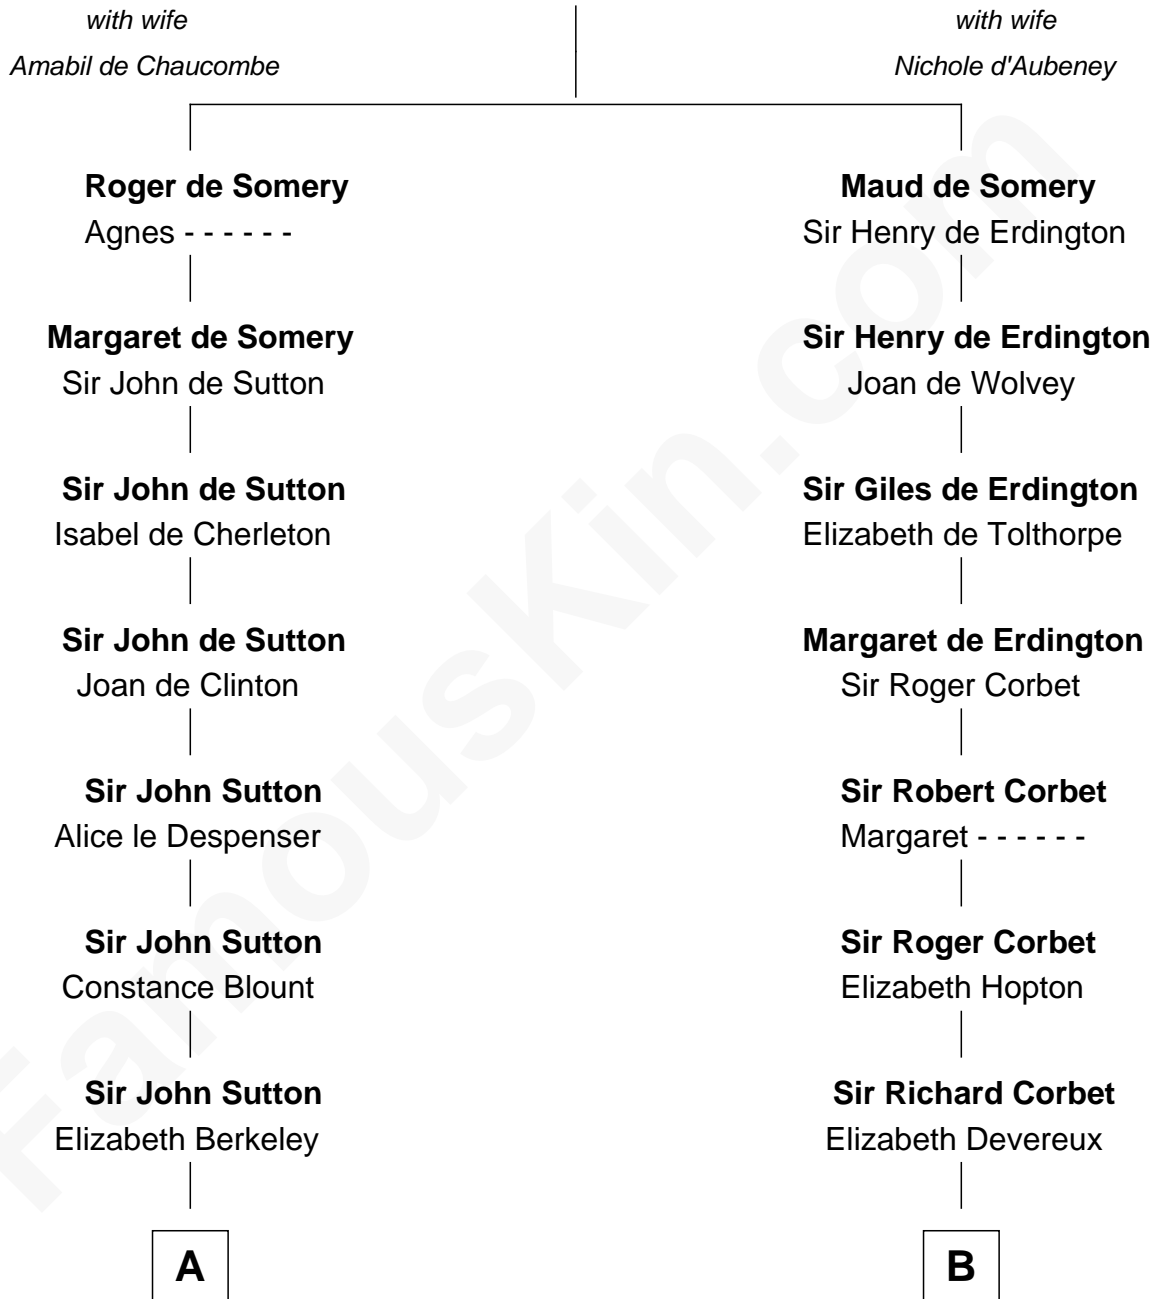 with wife
Amabil de Chaucombe
with wife
Nichole d'Aubeney
Roger de Somery
Agnes - - - - - -
Maud de Somery
Sir Henry de Erdington
Margaret de Somery
Sir John de Sutton
Sir Henry de Erdington
Joan de Wolvey
Sir John de Sutton
Isabel de Cherleton
Sir Giles de Erdington
Elizabeth de Tolthorpe
Sir John de Sutton
Joan de Clinton
Margaret de Erdington
Sir Roger Corbet
Sir John Sutton
Alice le Despenser
Sir Robert Corbet
Margaret - - - - - -
Sir John Sutton
Constance Blount
Sir Roger Corbet
Elizabeth Hopton
Sir John Sutton
Elizabeth Berkeley
Sir Richard Corbet
Elizabeth Devereux
A
B
FamousKin.com